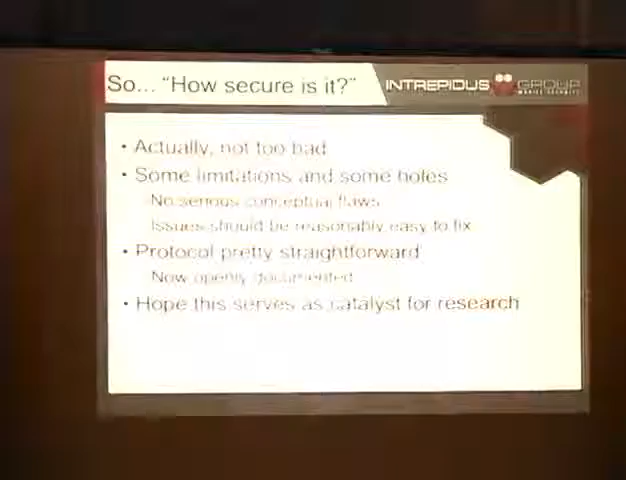 So... “How secure is it?”
INTREPIDUS GROUP
MOBILE SECURITY
• Actually, not too bad
• Some limitations and some holes
No serious conceptual flaws
Issues should be reasonably easy to fix
• Protocol pretty straightforward
Now openly documented
• Hope this serves as catalyst for research